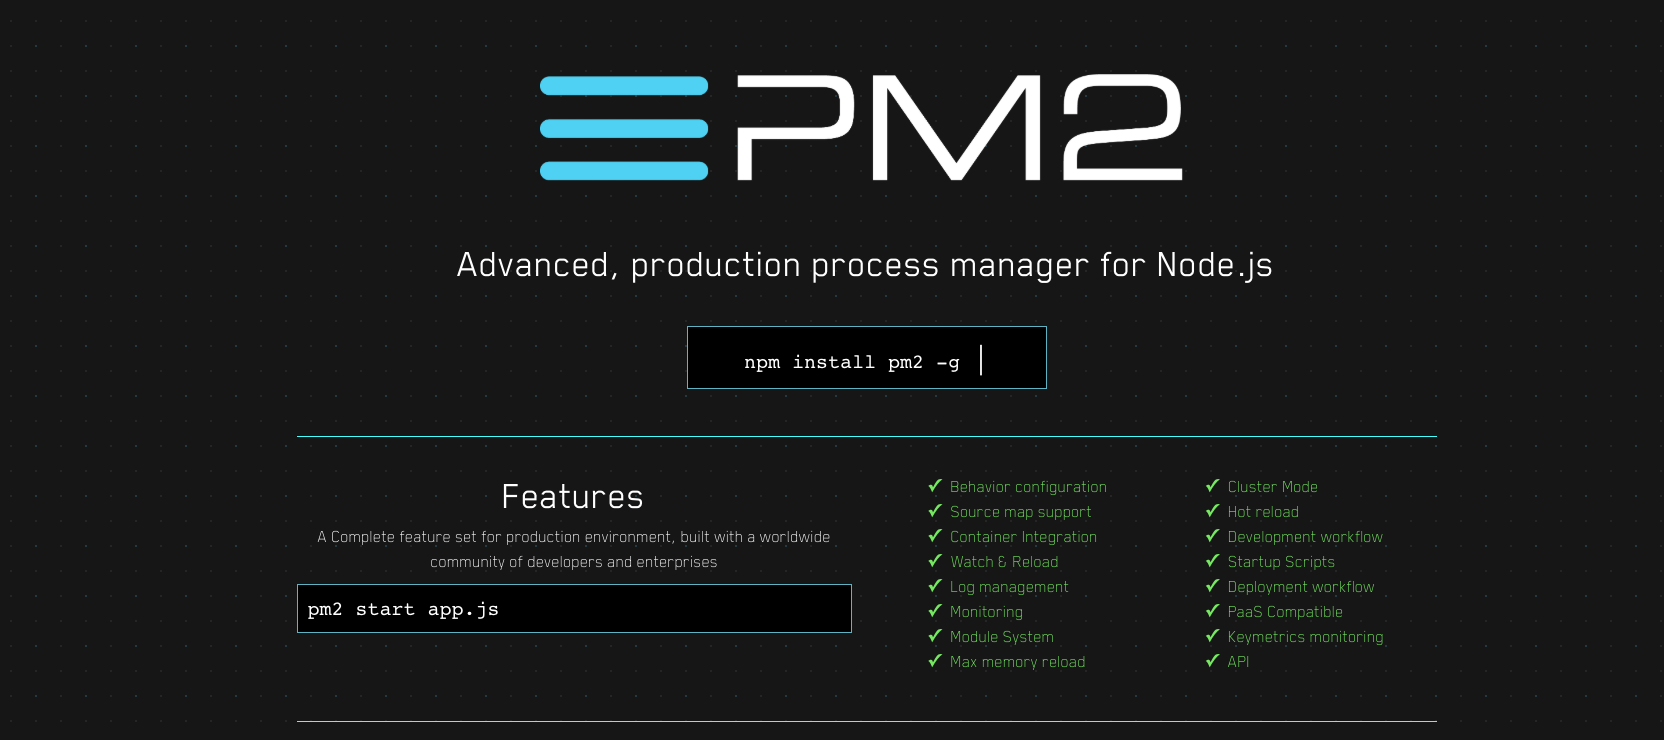 PM2
Advanced, production process manager for Node.js
npm install pm2 -g
Features
A Complete feature set for production environment, built with a worldwide
community of developers and enterprises
pm2 start app.js
Behavior configuration
Source map support
Container Integration
Watch & Reload
Log management
Monitoring
Module System
Max memory reload
Cluster Mode
Hot reload
Development workflow
Startup Scripts
Deployment workflow
PaaS Compatible
Keymetrics monitoring
API